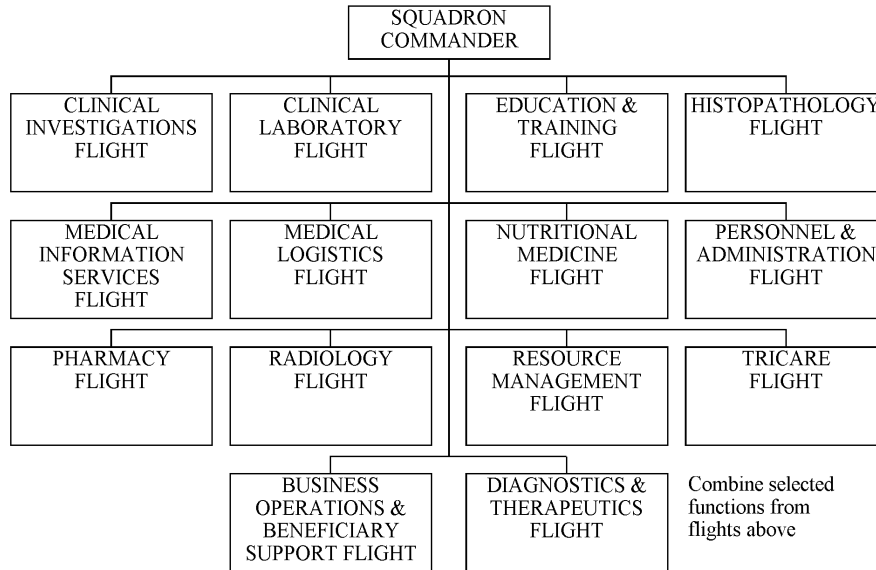 SQUADRON
COMMANDER
CLINICAL
INVESTIGATIONS
FLIGHT
CLINICAL
LABORATORY
FLIGHT
EDUCATION &
TRAINING
FLIGHT
HISTOPATHOLOGY
FLIGHT
MEDICAL
INFORMATION
SERVICES
FLIGHT
MEDICAL
LOGISTICS
FLIGHT
NUTRITIONAL
MEDICINE
FLIGHT
PERSONNEL &
ADMINISTRATION
FLIGHT
PHARMACY
FLIGHT
RADIOLOGY
FLIGHT
RESOURCE
MANAGEMENT
FLIGHT
TRICARE
FLIGHT
BUSINESS
OPERATIONS &
BENEFICIARY
SUPPORT FLIGHT
DIAGNOSTICS &
THERAPEUTICS
FLIGHT
Combine selected
functions from
flights above